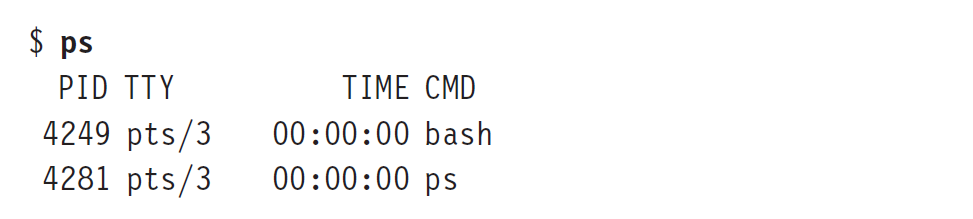 $ ps
  PID TTY          TIME CMD
 4249 pts/3    00:00:00 bash
 4281 pts/3    00:00:00 ps